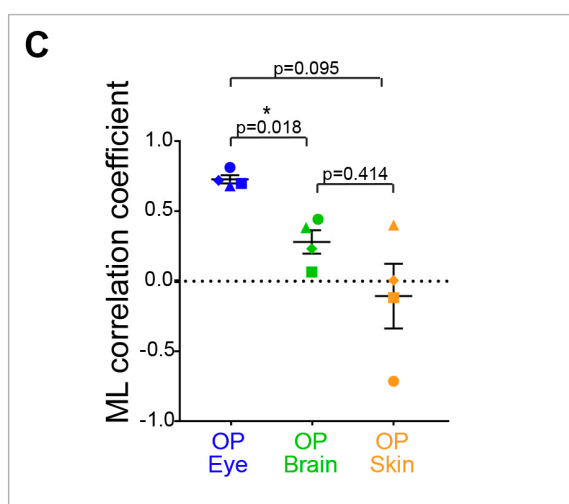 C
p=0.095
*
p=0.018
p=0.414
ML correlation coefficient
1.0
0.5
0.0
-0.5
-1.0
OP
Eye
OP
Brain
OP
Skin